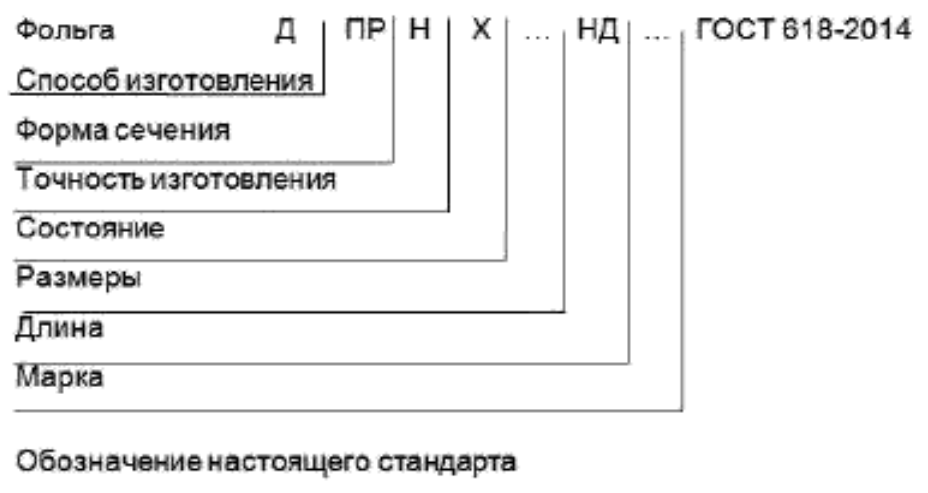 Фольга Д ПР Н Х ... НД ... ГОСТ 618-2014
Способ изготовления
Форма сечения
Точность изготовления
Состояние
Размеры
Длина
Марка
Обозначение настоящего стандарта